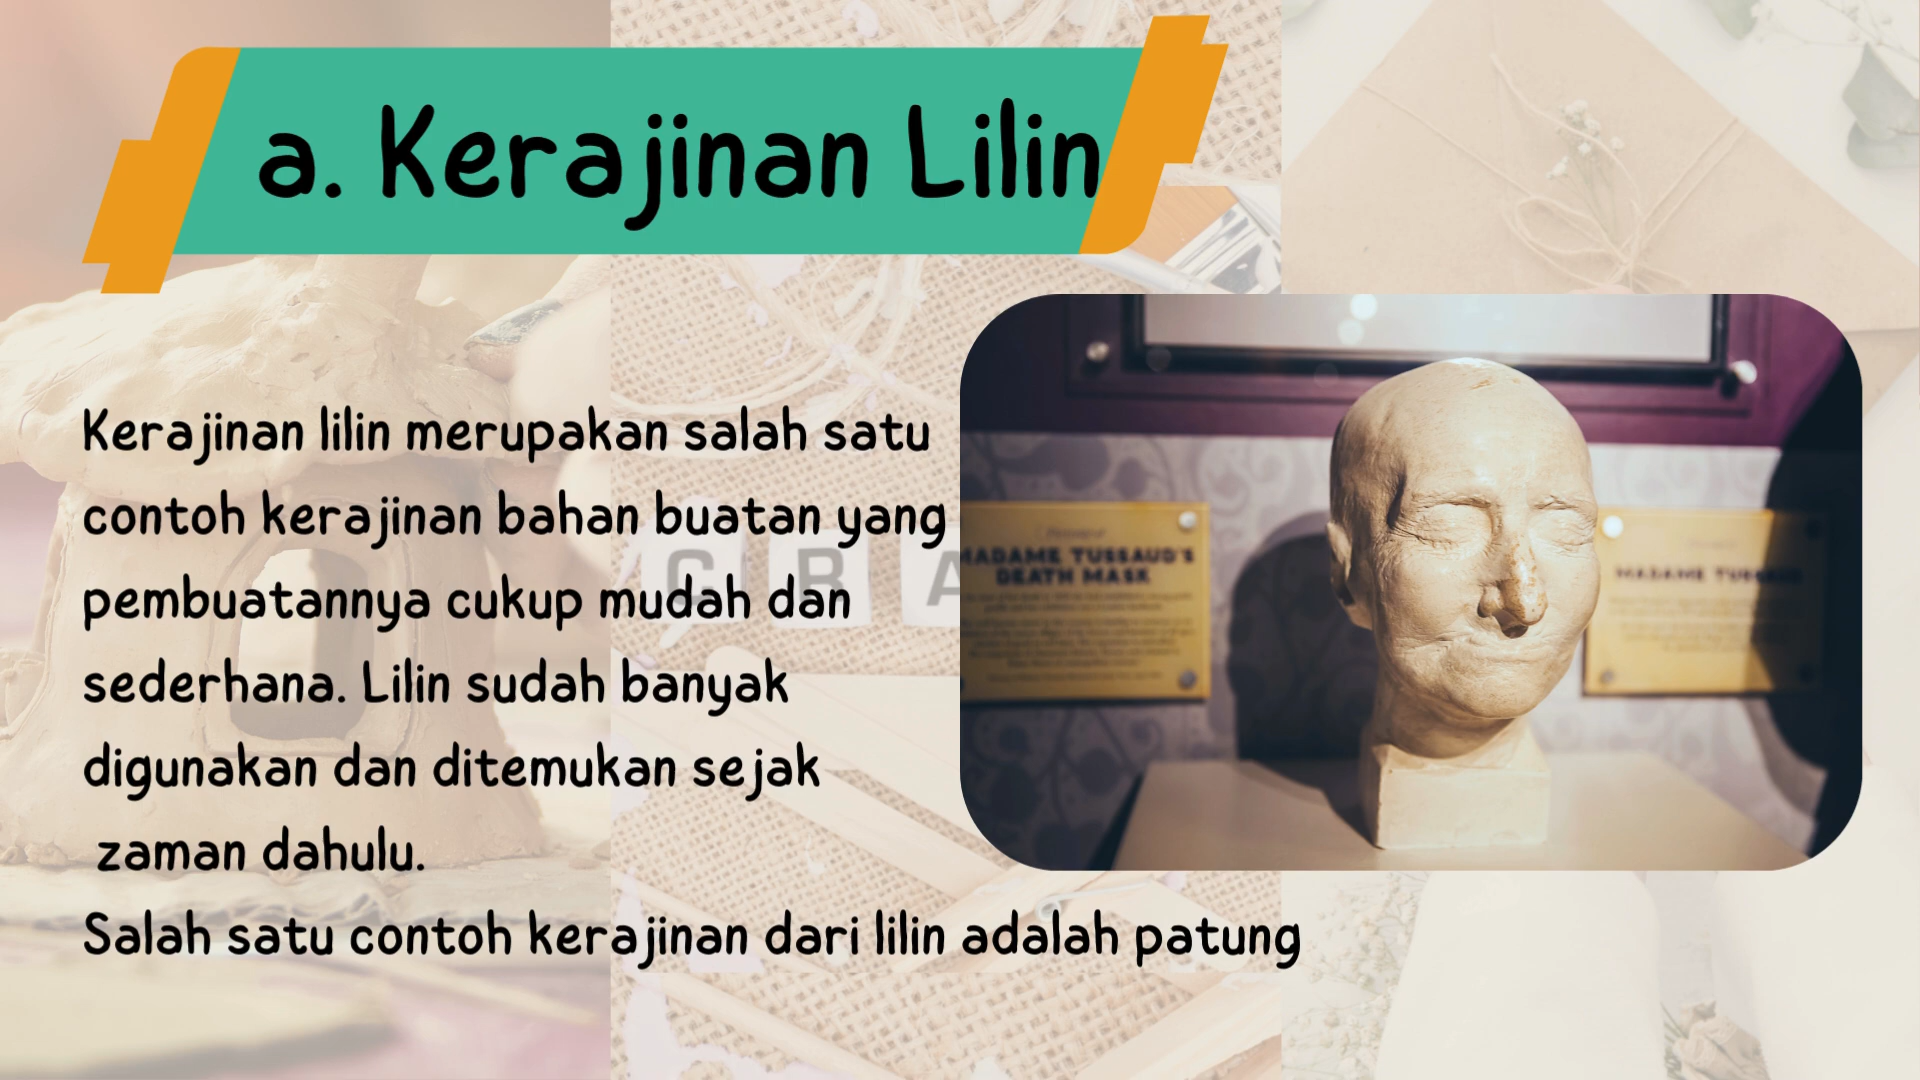 a. Kerajinan Lilin
Kerajinan lilin merupakan salah satu
contoh kerajinan bahan buatan yang
pembuatannya cukup mudah dan
sederhana. Lilin sudah banyak
digunakan dan ditemukan sejak
zaman dahulu.
Salah satu contoh kerajinan dari lilin adalah patung
C R A
MADAME TUSSAUD'S
DEATH MASK
MADAME